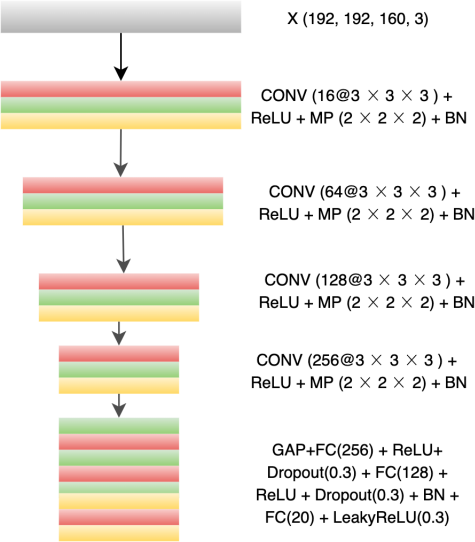 X (192, 192, 160, 3)
CONV (16@3 × 3 × 3 ) +
ReLU + MP (2 × 2 × 2) + BN
CONV (64@3 × 3 × 3 ) +
ReLU + MP (2 × 2 × 2) + BN
CONV (128@3 × 3 × 3 ) +
ReLU + MP (2 × 2 × 2) + BN
CONV (256@3 × 3 × 3 ) +
ReLU + MP (2 × 2 × 2) + BN
GAP+FC(256) + ReLU+
Dropout(0.3) + FC(128) +
ReLU + Dropout(0.3) + BN +
FC(20) + LeakyReLU(0.3)